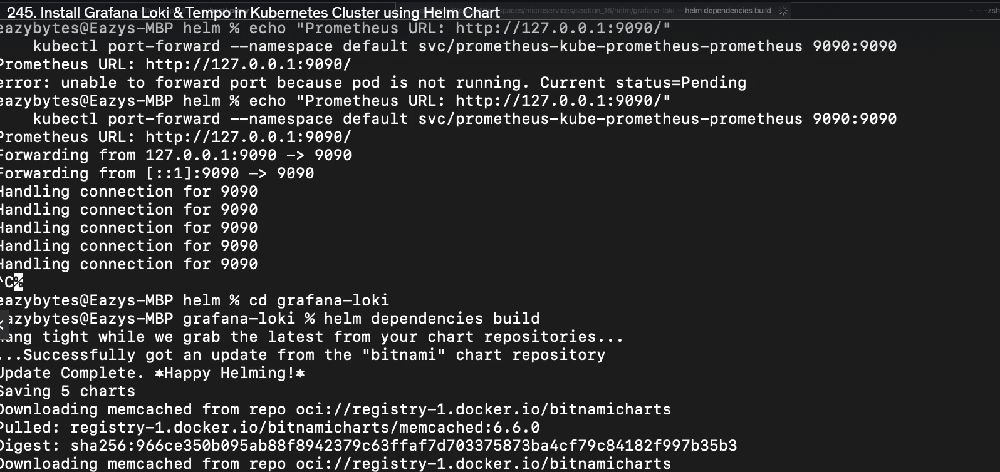 245. Install Grafana Loki & Tempo in Kubernetes Cluster using Helm Chart
spaces/microservices/section_16/helm/grafana-loki — helm dependencies build
-zsh
eazybytes@Eazys-MBP helm % echo "Prometheus URL: http://127.0.0.1:9090/"
kubectl port-forward --namespace default svc/prometheus-kube-prometheus-prometheus 9090:9090
Prometheus URL: http://127.0.0.1:9090/
error: unable to forward port because pod is not running. Current status=Pending
eazybytes@Eazys-MBP helm % echo "Prometheus URL: http://127.0.0.1:9090/"
kubectl port-forward --namespace default svc/prometheus-kube-prometheus-prometheus 9090:9090
Prometheus URL: http://127.0.0.1:9090/
Forwarding from 127.0.0.1:9090 -> 9090
Forwarding from [::1]:9090 -> 9090
Handling connection for 9090
Handling connection for 9090
Handling connection for 9090
Handling connection for 9090
Handling connection for 9090
^C%
eazybytes@Eazys-MBP helm % cd grafana-loki
eazybytes@Eazys-MBP grafana-loki % helm dependencies build
Hang tight while we grab the latest from your chart repositories...
...Successfully got an update from the "bitnami" chart repository
Update Complete. ⎈Happy Helming!⎈
Saving 5 charts
Downloading memcached from repo oci://registry-1.docker.io/bitnamicharts
Pulled: registry-1.docker.io/bitnamicharts/memcached:6.6.0
Digest: sha256:966ce350b095ab88f8942379c63ffaf7d703375873ba4cf79c84182f997b35b3
Downloading memcached from repo oci://registry-1.docker.io/bitnamicharts